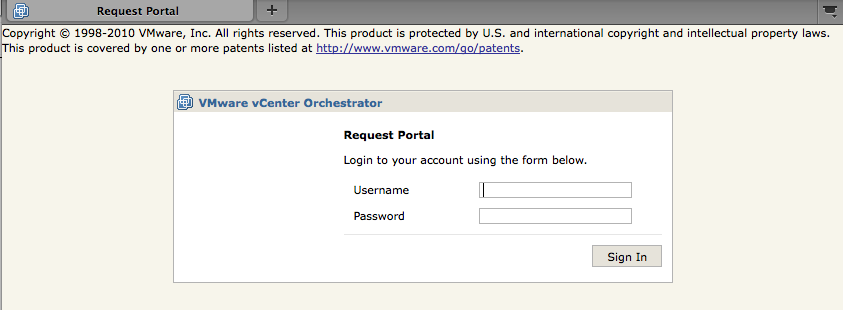 Request Portal
Copyright © 1998-2010 VMware, Inc. All rights reserved. This product is protected by U.S. and international copyright and intellectual property laws.
This product is covered by one or more patents listed at http://www.vmware.com/go/patents.
VMware vCenter Orchestrator
Request Portal
Login to your account using the form below.
Username
Password
Sign In